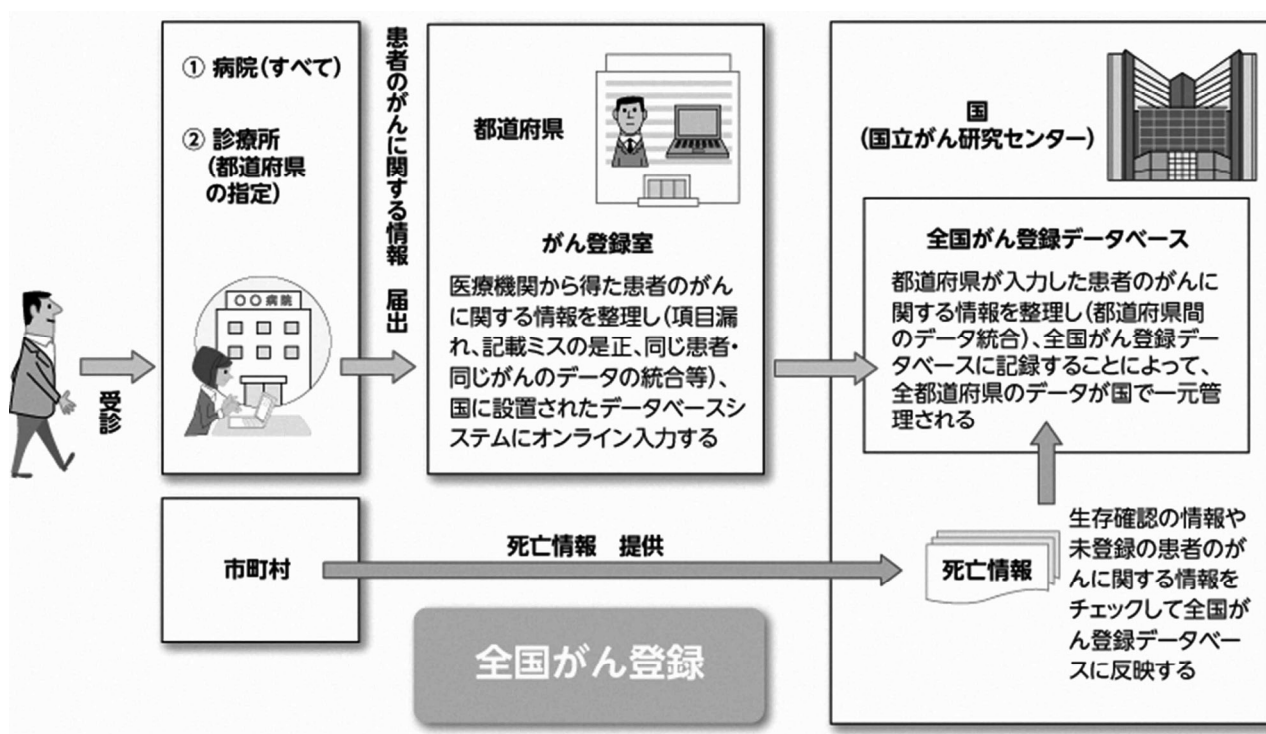 ① 病院(すべて)
② 診療所
(都道府県
の指定)
○○病院
受診
患者のがんに関する情報 届出
都道府県
がん登録室
医療機関から得た患者のがん
に関する情報を整理し(項目漏
れ、記載ミスの是正、同じ患者・
同じがんのデータの統合等)、
国に設置されたデータベースシ
ステムにオンライン入力する
国
(国立がん研究センター)
全国がん登録データベース
都道府県が入力した患者のがんに
関する情報を整理し(都道府県間
のデータ統合)、全国がん登録デー
タベースに記録することによって、
全都道府県のデータが国で一元管
理される
市町村
死亡情報 提供
死亡情報
生存確認の情報や
未登録の患者のが
んに関する情報を
チェックして全国が
ん登録データベー
スに反映する
全国がん登録